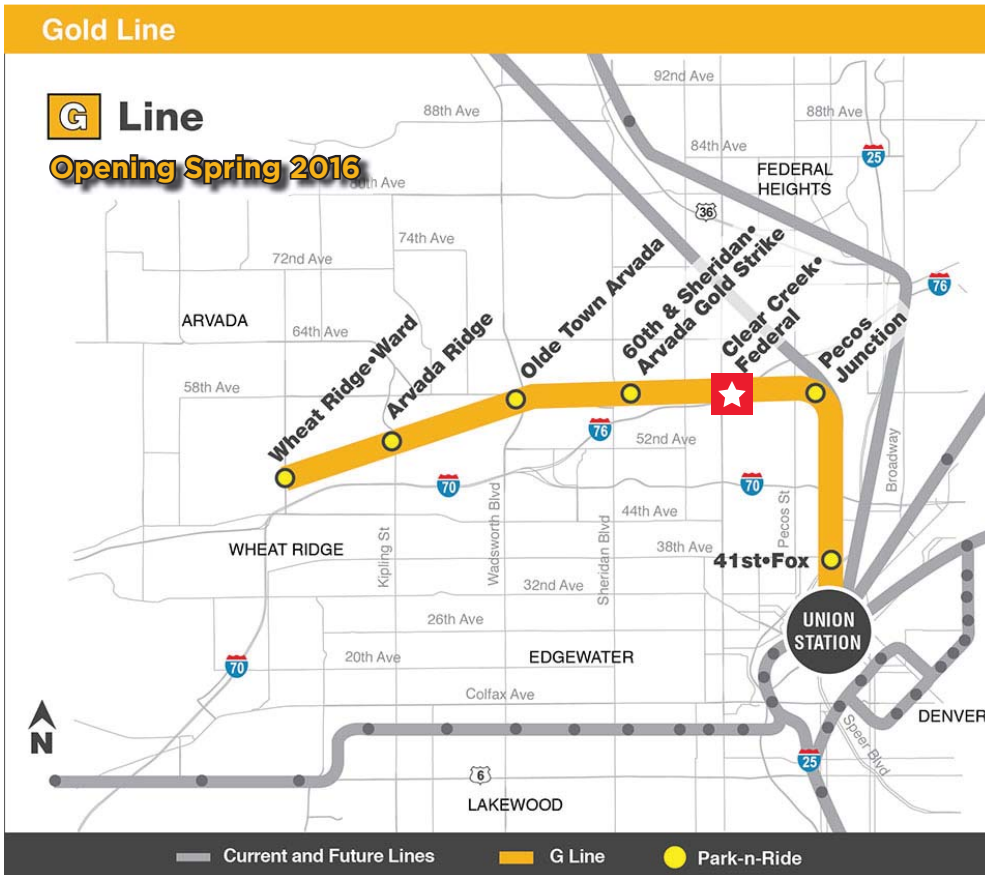 Gold Line
G Line
Opening Spring 2016
92nd Ave
88th Ave
88th Ave
84th Ave
25
FEDERAL
HEIGHTS
80th Ave
36
74th Ave
72nd Ave
76
ARVADA
64th Ave
58th Ave
Wheat Ridge•Ward
Arvada Ridge
Olde Town Arvada
60th & Sheridan•
Arvada Gold Strike
Clear Creek•
Federal
Pecos
Junction
76
52nd Ave
70
70
44th Ave
WHEAT RIDGE
38th Ave
Kipling St
Wadsworth Blvd
Sheridan Blvd
Pecos St
Broadway
41st•Fox
32nd Ave
26th Ave
UNION
STATION
20th Ave
EDGEWATER
70
Colfax Ave
DENVER
Speer Blvd
N
6
25
LAKEWOOD
Current and Future Lines
G Line
Park-n-Ride